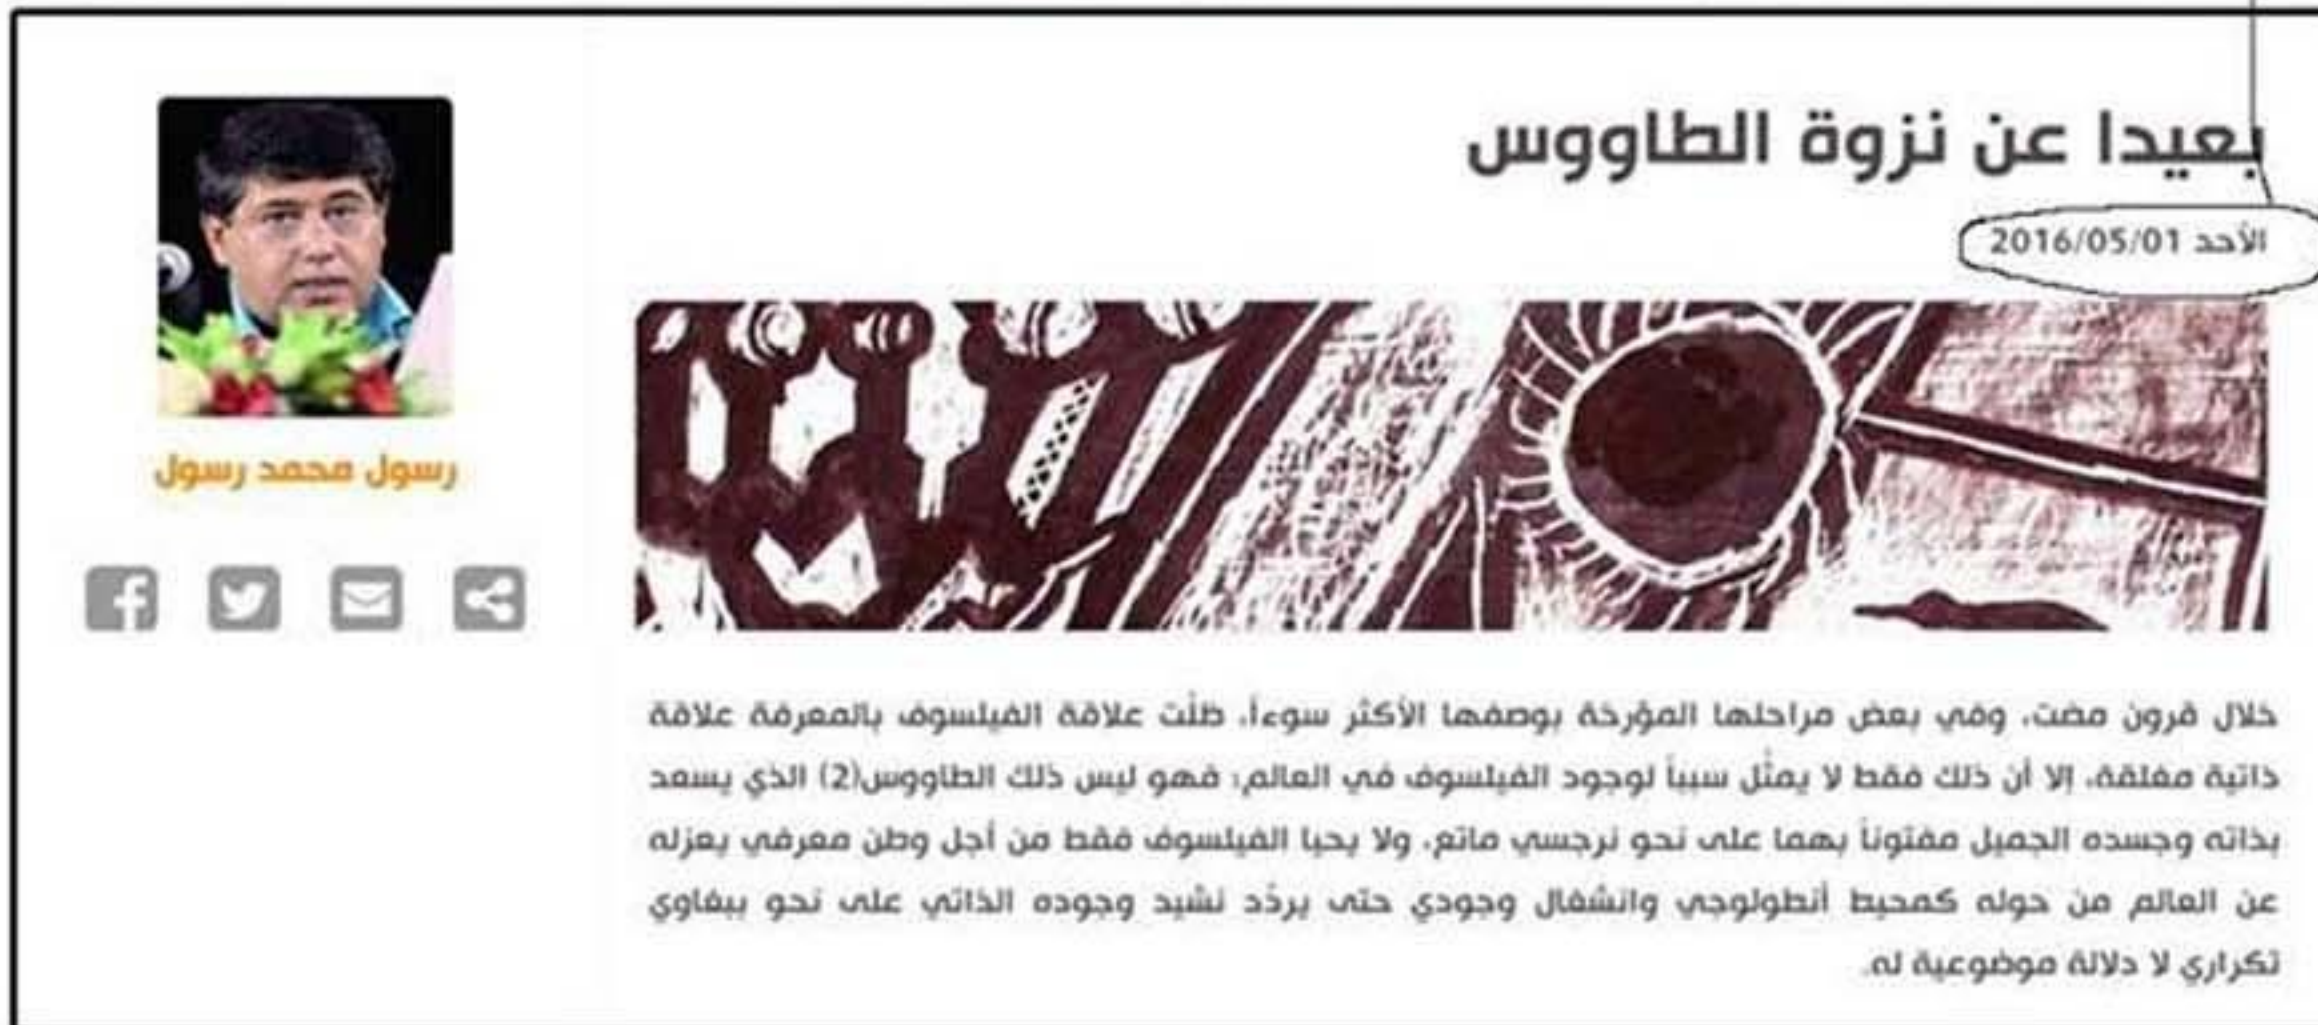 بعيدا عن نزوة الطاووس
الأحد 2016/05/01
رسول محمد رسول
خلال قرون مضت، وفي بعض مراحلها المؤرخة بوصفها الأكثر سوءاً، ظلّت علاقة الفيلسوف بالمعرفة علاقة
ذاتية مغلقة، إلا أن ذلك فقط لا يمثّل سبباً لوجود الفيلسوف في العالم؛ فهو ليس ذلك الطاووس(2) الذي يسعد
بذاته وجسده الجميل مفتوناً بهما على نحو نرجسي ماتع، ولا يحيا الفيلسوف فقط من أجل وطن معرفي يعزله
عن العالم من حوله كمحيط أنطولوجي وانشغال وجودي حتى يردّد نشيد وجوده الذاتي على نحو ببغاوي
تكراري لا دلالة موضوعية له.